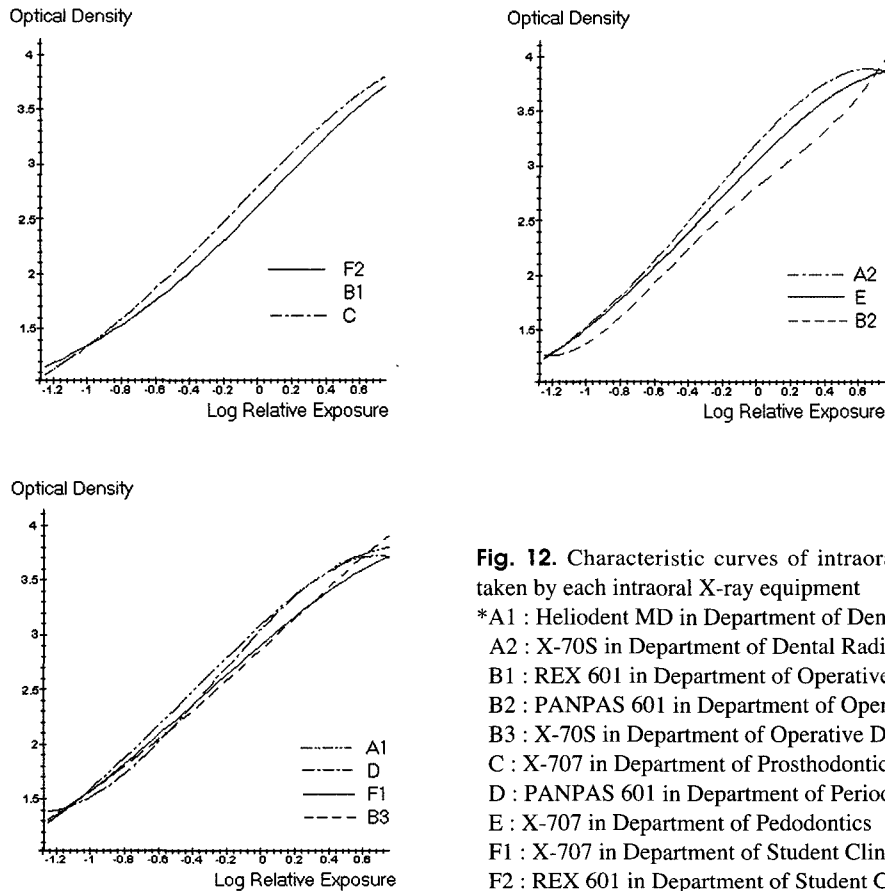 Optical Density
4
3.5
3
2.5
2
1.5
-1.2 -1 -0.8 -0.6 -0.4 -0.2 0 0.2 0.4 0.6
Log Relative Exposure
F2
B1
C
Optical Density
4
3.5
3
2.5
2
1.5
-1.2 -1 -0.8 -0.6 -0.4 -0.2 0 0.2 0.4 0.6
Log Relative Exposure
A2
E
B2
Optical Density
4
3.5
3
2.5
2
1.5
-1.2 -1 -0.8 -0.6 -0.4 -0.2 0 0.2 0.4 0.6
Log Relative Exposure
A1
D
F1
B3
Fig. 12. Characteristic curves of intraora
taken by each intraoral X-ray equipment
*A1 : Heliodent MD in Department of Den
A2 : X-70S in Department of Dental Radi
B1 : REX 601 in Department of Operative
B2 : PANPAS 601 in Department of Oper
B3 : X-70S in Department of Operative D
C : X-707 in Department of Prosthodontic
D : PANPAS 601 in Department of Period
E : X-707 in Department of Pedodontics
F1 : X-707 in Department of Student Clin
F2 : REX 601 in Department of Student C